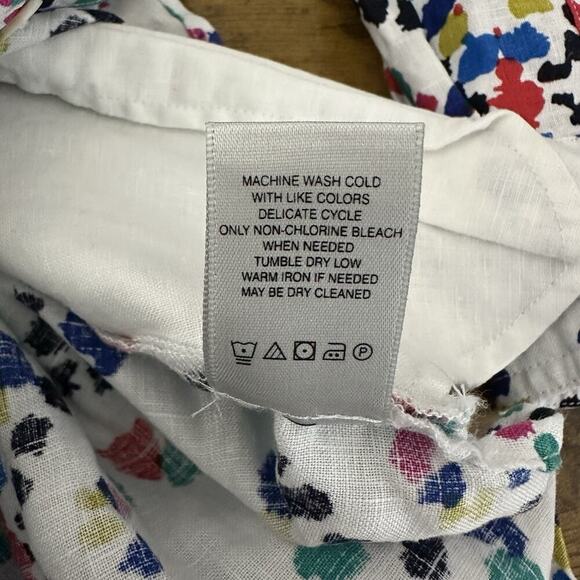 MACHINE WASH COLD
WITH LIKE COLORS
DELICATE CYCLE
ONLY NON-CHLORINE BLEACH
WHEN NEEDED
TUMBLE DRY LOW
WARM IRON IF NEEDED
MAY BE DRY CLEANED
P